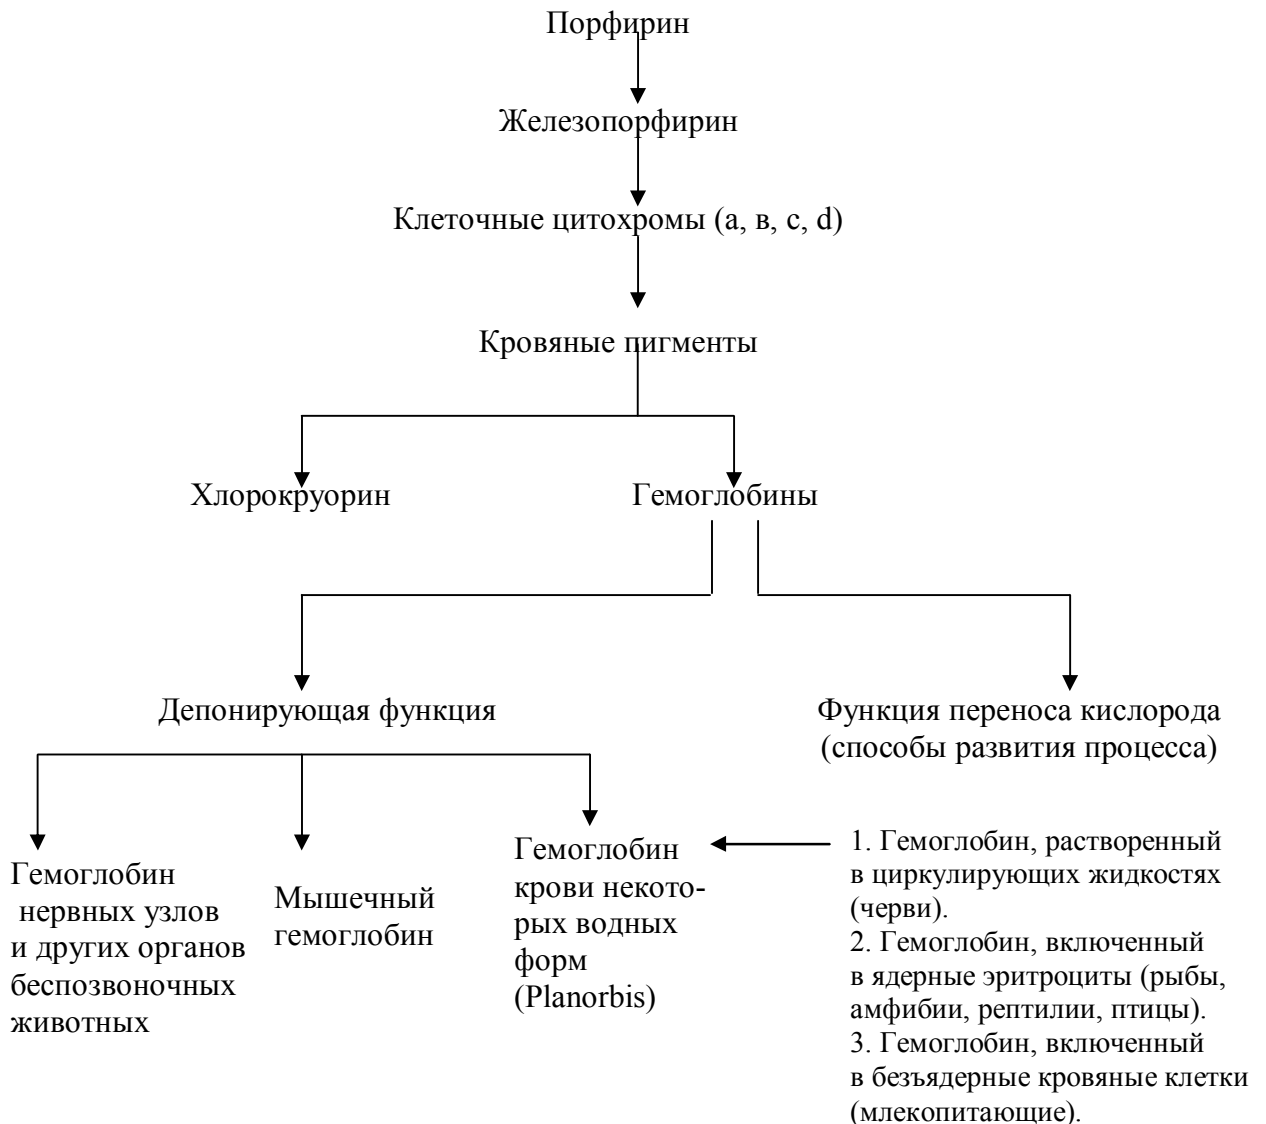 Порфирин
Железопорфирин
Клеточные цитохромы (а, в, с, d)
Кровяные пигменты
Хлорокруорин
Гемоглобины
Депонирующая функция
Функция переноса кислорода
(способы развития процесса)
Гемоглобин
нервных узлов
и других органов
беспозвоночных
животных
Мышечный
гемоглобин
Гемоглобин
крови некото-
рых водных
форм
(Planorbis)
1. Гемоглобин, растворенный
в циркулирующих жидкостях
(черви).
2. Гемоглобин, включенный
в ядерные эритроциты (рыбы,
амфибии, рептилии, птицы).
3. Гемоглобин, включенный
в безъядерные кровяные клетки
(млекопитающие).